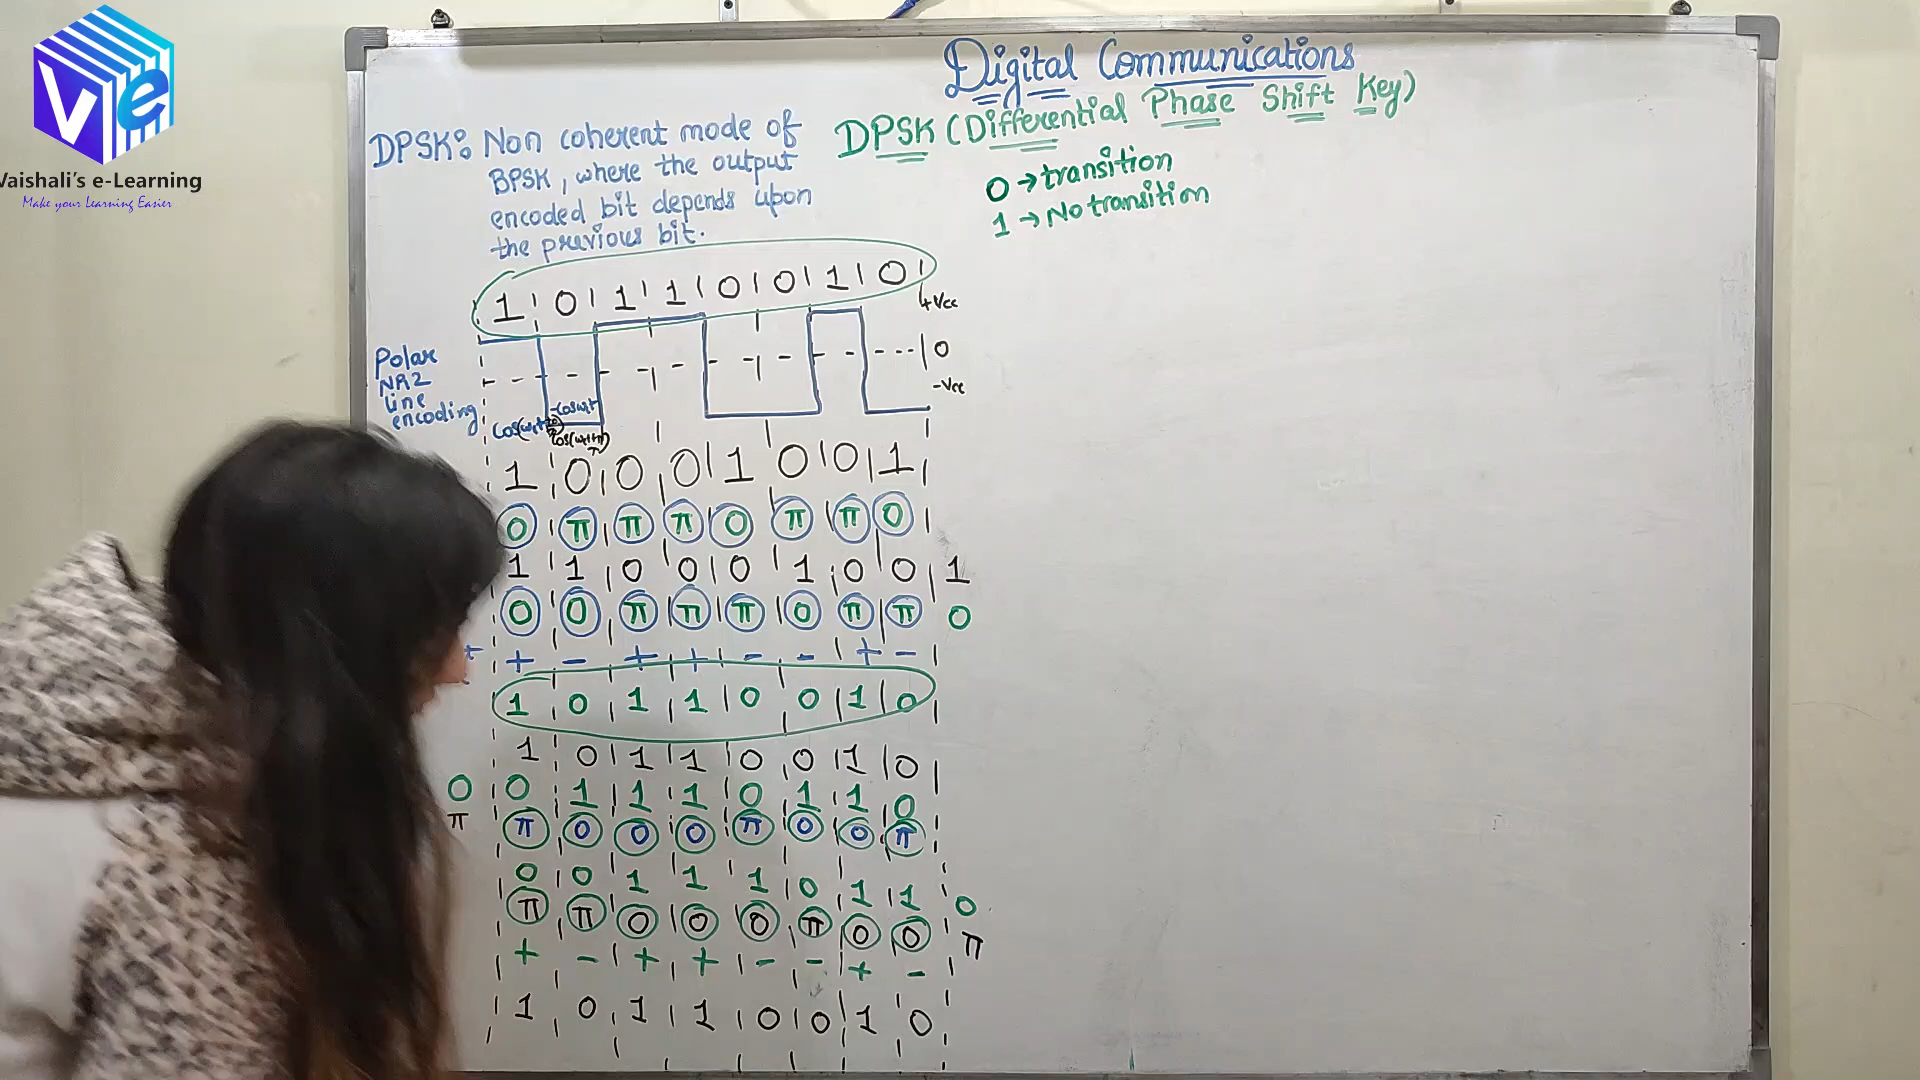 Ve
Vaishali's e-Learning
Make your Learning Easier
Digital Communications
DPSK (Differential Phase Shift Key)
0 → transition
1 → No transition
DPSK: Non coherent mode of
BPSK, where the output
encoded bit depends upon
the previous bit.
1 0 1 1 0 0 1 0
+Vcc
0
-Vcc
Polar
NRZ
line
encoding
-cosωt
cos(ωt+π)
1 0 0 0 1 0 0 1
0 π π π 0 π π 0
1 1 0 0 0 1 0 0 1
0 0 π π π 0 π π 0
+ - + + - - + -
1 0 1 1 0 0 1 0
1 0 1 1 0 0 1 0
0 0 1 1 1 0 1 1 0
π π 0 0 0 π 0 0 π
0 0 1 1 1 0 1 1 0
π π 0 0 0 π 0 0 π
+ - + + - - + -
1 0 1 1 0 0 1 0